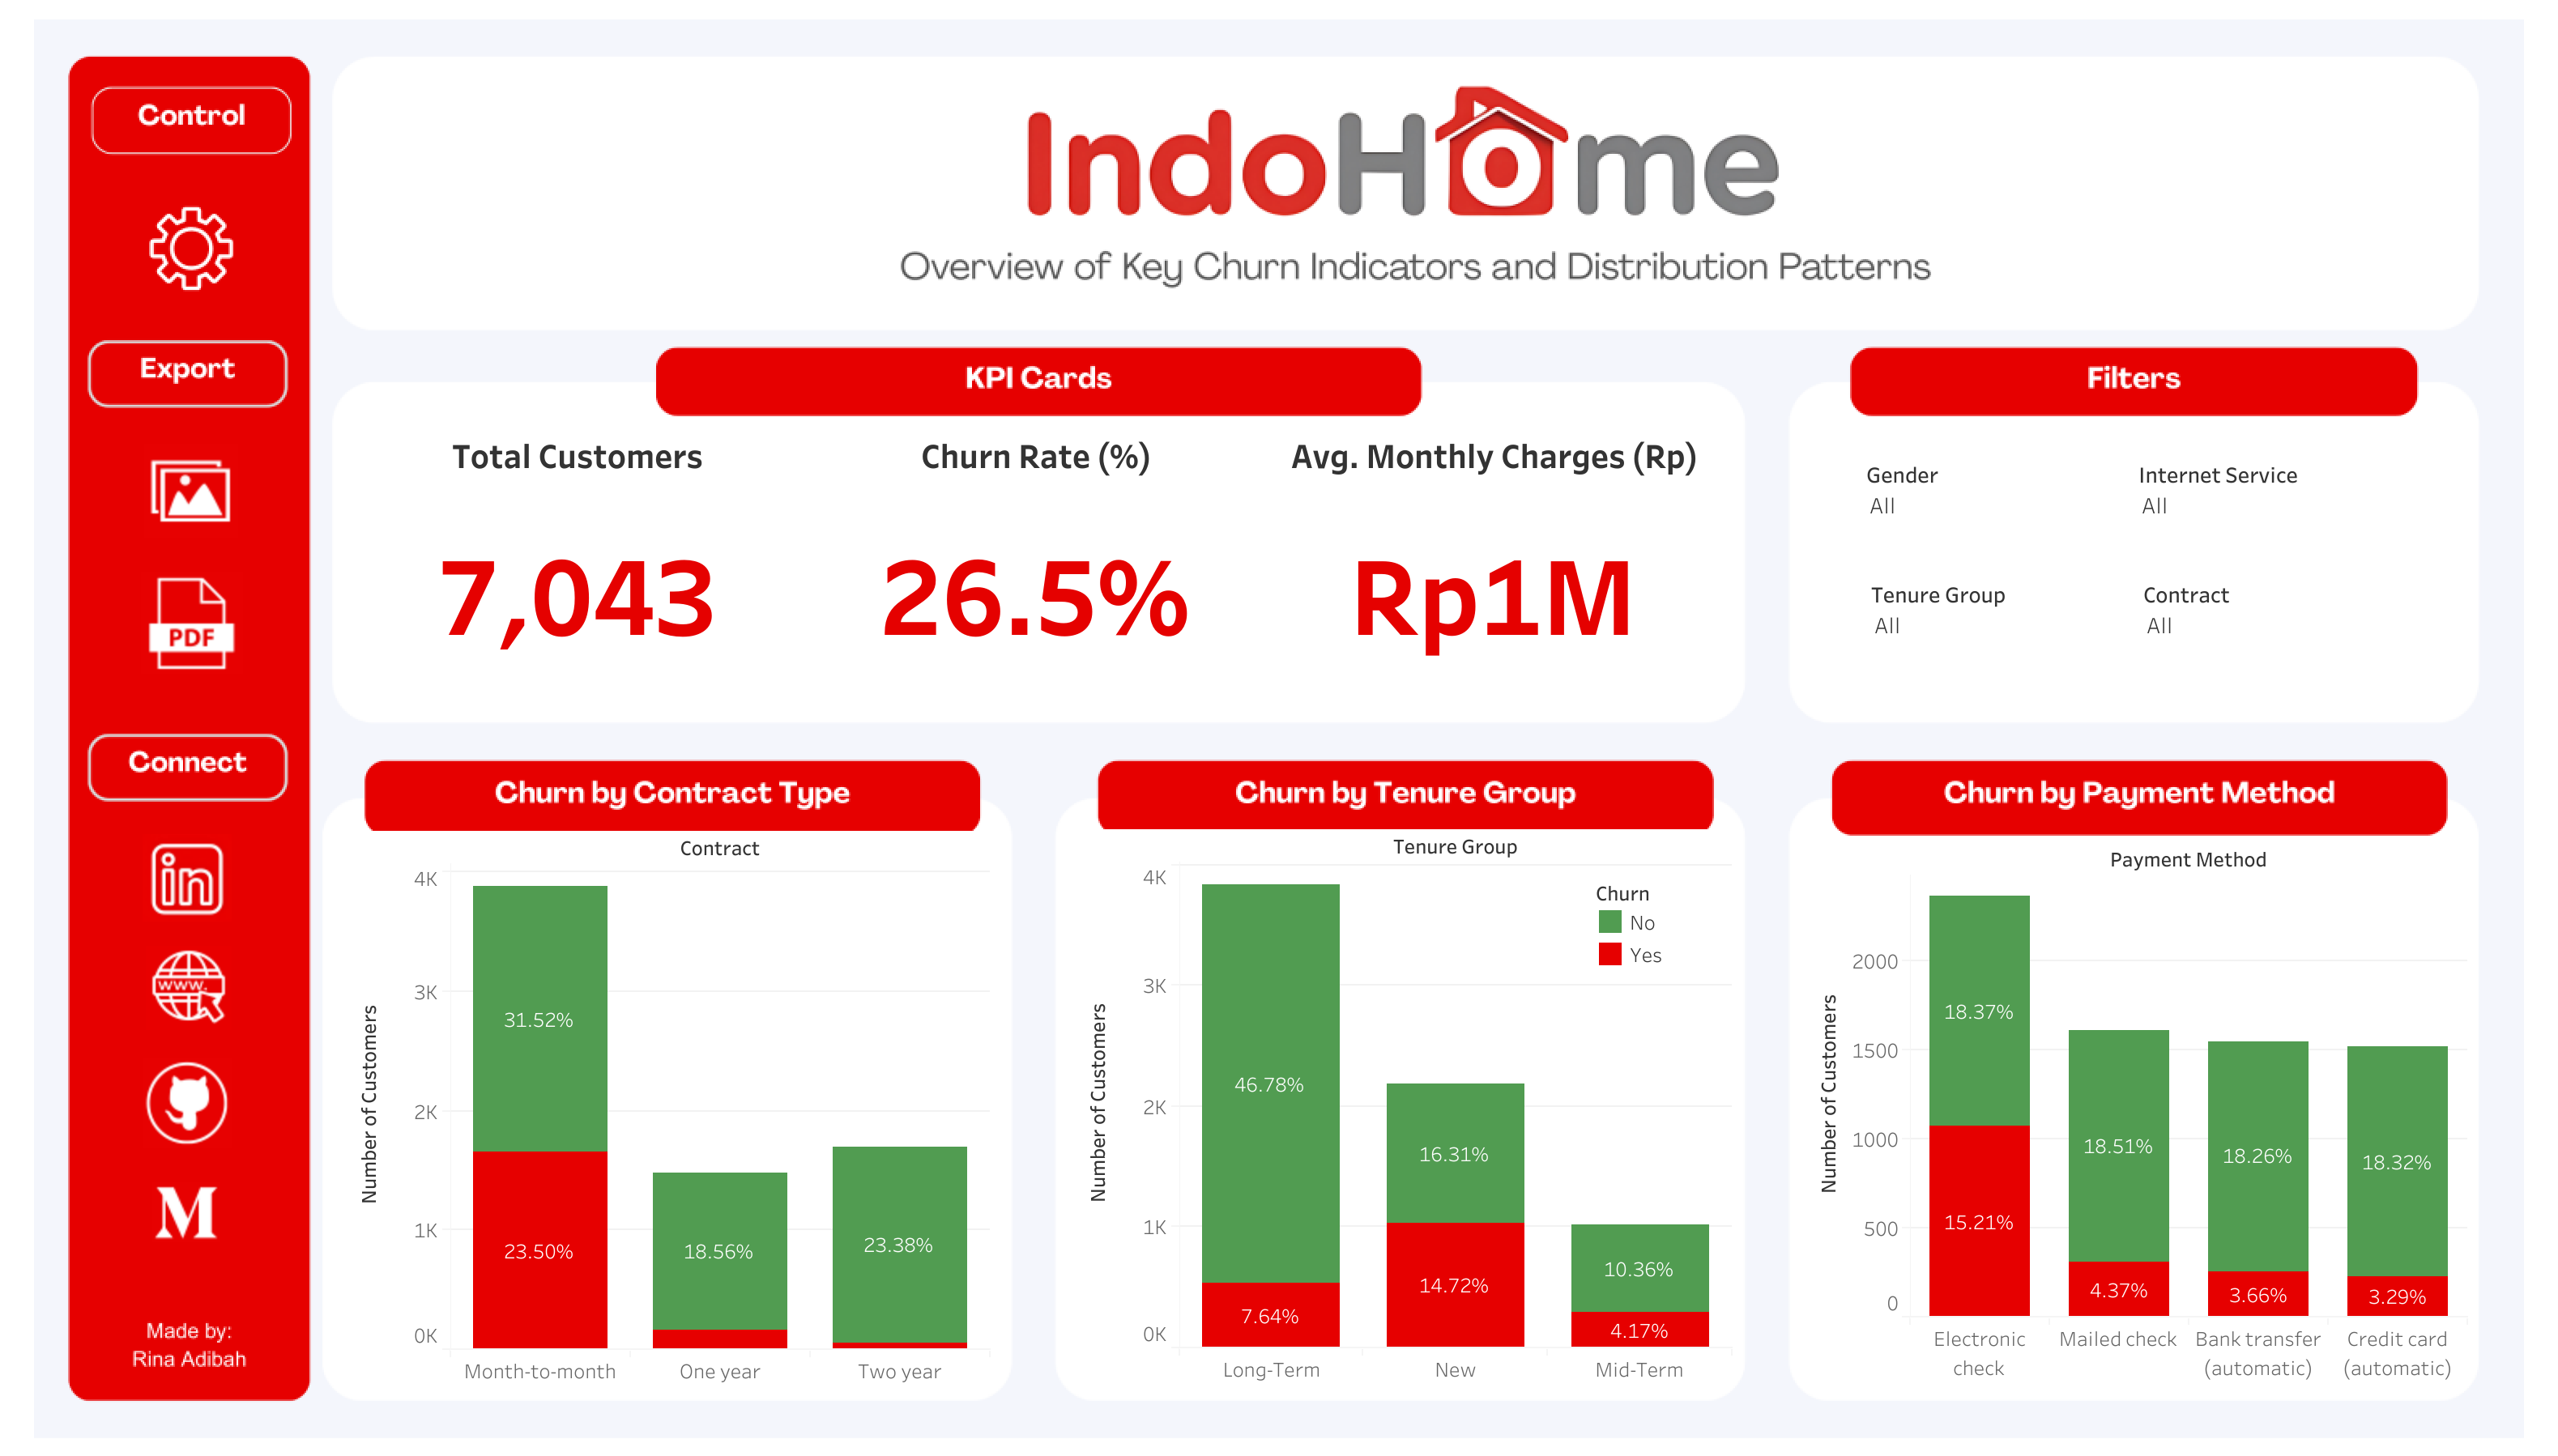 Control
Export
PDF
Connect
in
www.
M
Made by:
Rina Adibah
IndoHome
Overview of Key Churn Indicators and Distribution Patterns
KPI Cards
Total Customers
Churn Rate (%)
Avg. Monthly Charges (Rp)
7,043
26.5%
Rp1M
Filters
Gender
All
Internet Service
All
Tenure Group
All
Contract
All
Churn by Contract Type
Contract
Number of Customers
4K
3K
2K
1K
0K
31.52%
23.50%
18.56%
23.38%
Month-to-month
One year
Two year
Churn by Tenure Group
Tenure Group
Number of Customers
4K
3K
2K
1K
0K
Churn
No
Yes
46.78%
7.64%
16.31%
14.72%
10.36%
4.17%
Long-Term
New
Mid-Term
Churn by Payment Method
Payment Method
Number of Customers
2000
1500
1000
500
0
18.37%
15.21%
18.51%
4.37%
18.26%
3.66%
18.32%
3.29%
Electronic
check
Mailed check
Bank transfer
(automatic)
Credit card
(automatic)